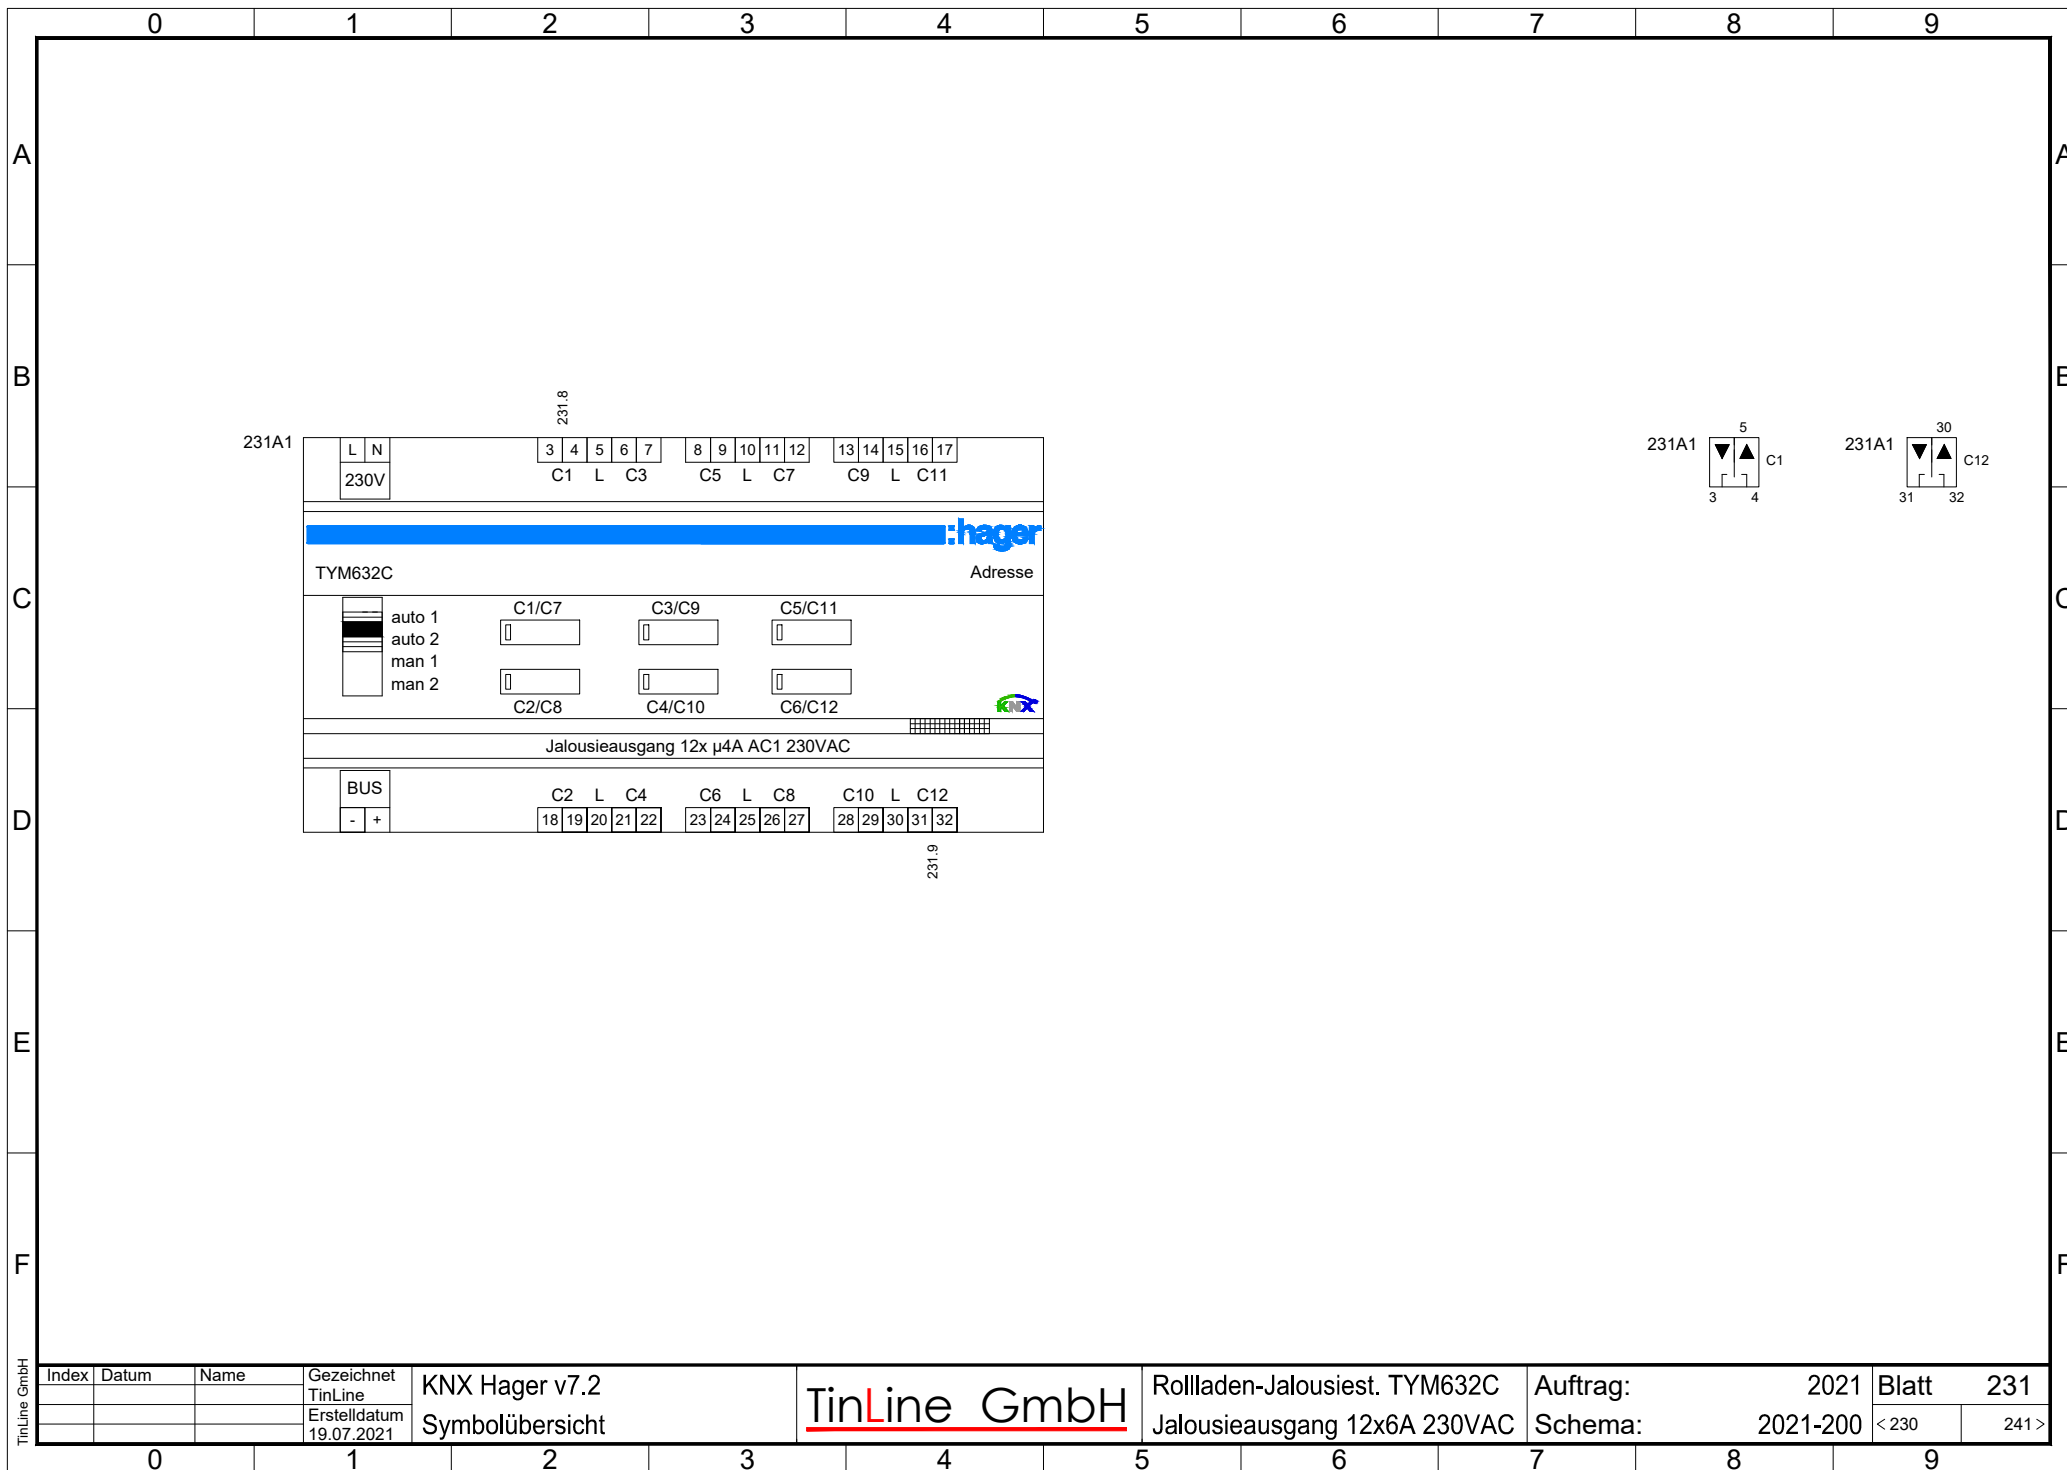 0 1 2 3 4 5 6 7 8 9
A A
B B
231.8
231A1
L N
230V
3 4 5 6 7 8 9 10 11 12 13 14 15 16 17
C1 L C3 C5 L C7 C9 L C11
231A1 5 C1 3 4
231A1 30 C12 31 32
:hager
TYM632C Adresse
C C
auto 1
auto 2
man 1
man 2
C1/C7 C3/C9 C5/C11
C2/C8 C4/C10 C6/C12
KNX
Jalousieausgang 12x µ4A AC1 230VAC
BUS
- +
C2 L C4 C6 L C8 C10 L C12
18 19 20 21 22 23 24 25 26 27 28 29 30 31 32
D D
231.9
E E
F F
TinLine GmbH
Index Datum Name
Gezeichnet
TinLine
Erstelldatum
19.07.2021
KNX Hager v7.2
Symbolübersicht
TinLine GmbH
Rollladen-Jalousiest. TYM632C
Jalousieausgang 12x6A 230VAC
Auftrag: 2021
Schema: 2021-200
Blatt 231
< 230 241 >
0 1 2 3 4 5 6 7 8 9